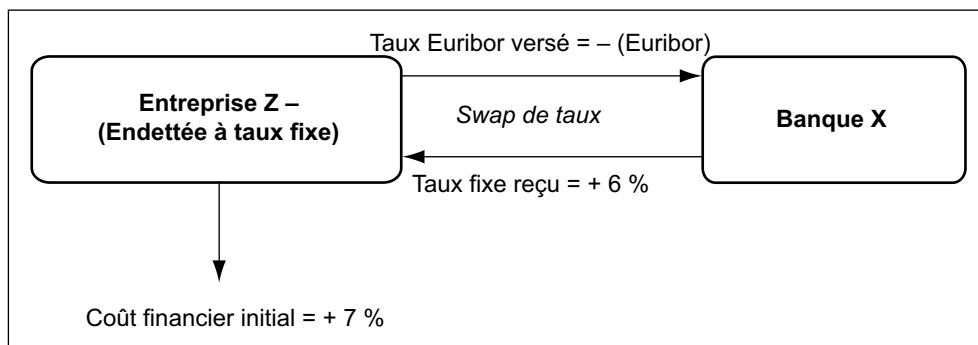 Taux Euribor versé = – (Euribor)
Entreprise Z –
(Endettée à taux fixe)
Swap de taux
Banque X
Taux fixe reçu = + 6 %
Coût financier initial = + 7 %